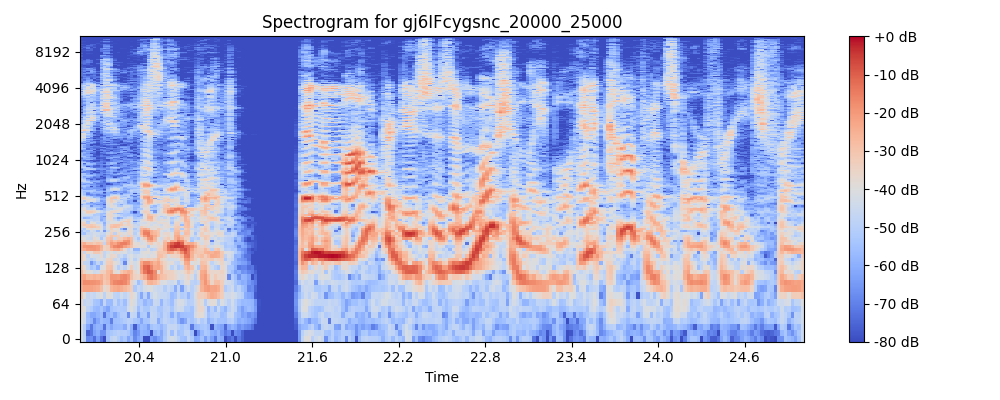 Spectrogram for gj6IFcygsnc_20000_25000
+0 dB
8192
-10 dB
4096
-20 dB
2048
-30 dB
1024
-40 dB
Hz
512
-50 dB
256
-60 dB
128
64
-70 dB
0
-80 dB
20.4 21.0 21.6 22.2 22.8 23.4 24.0 24.6
Time